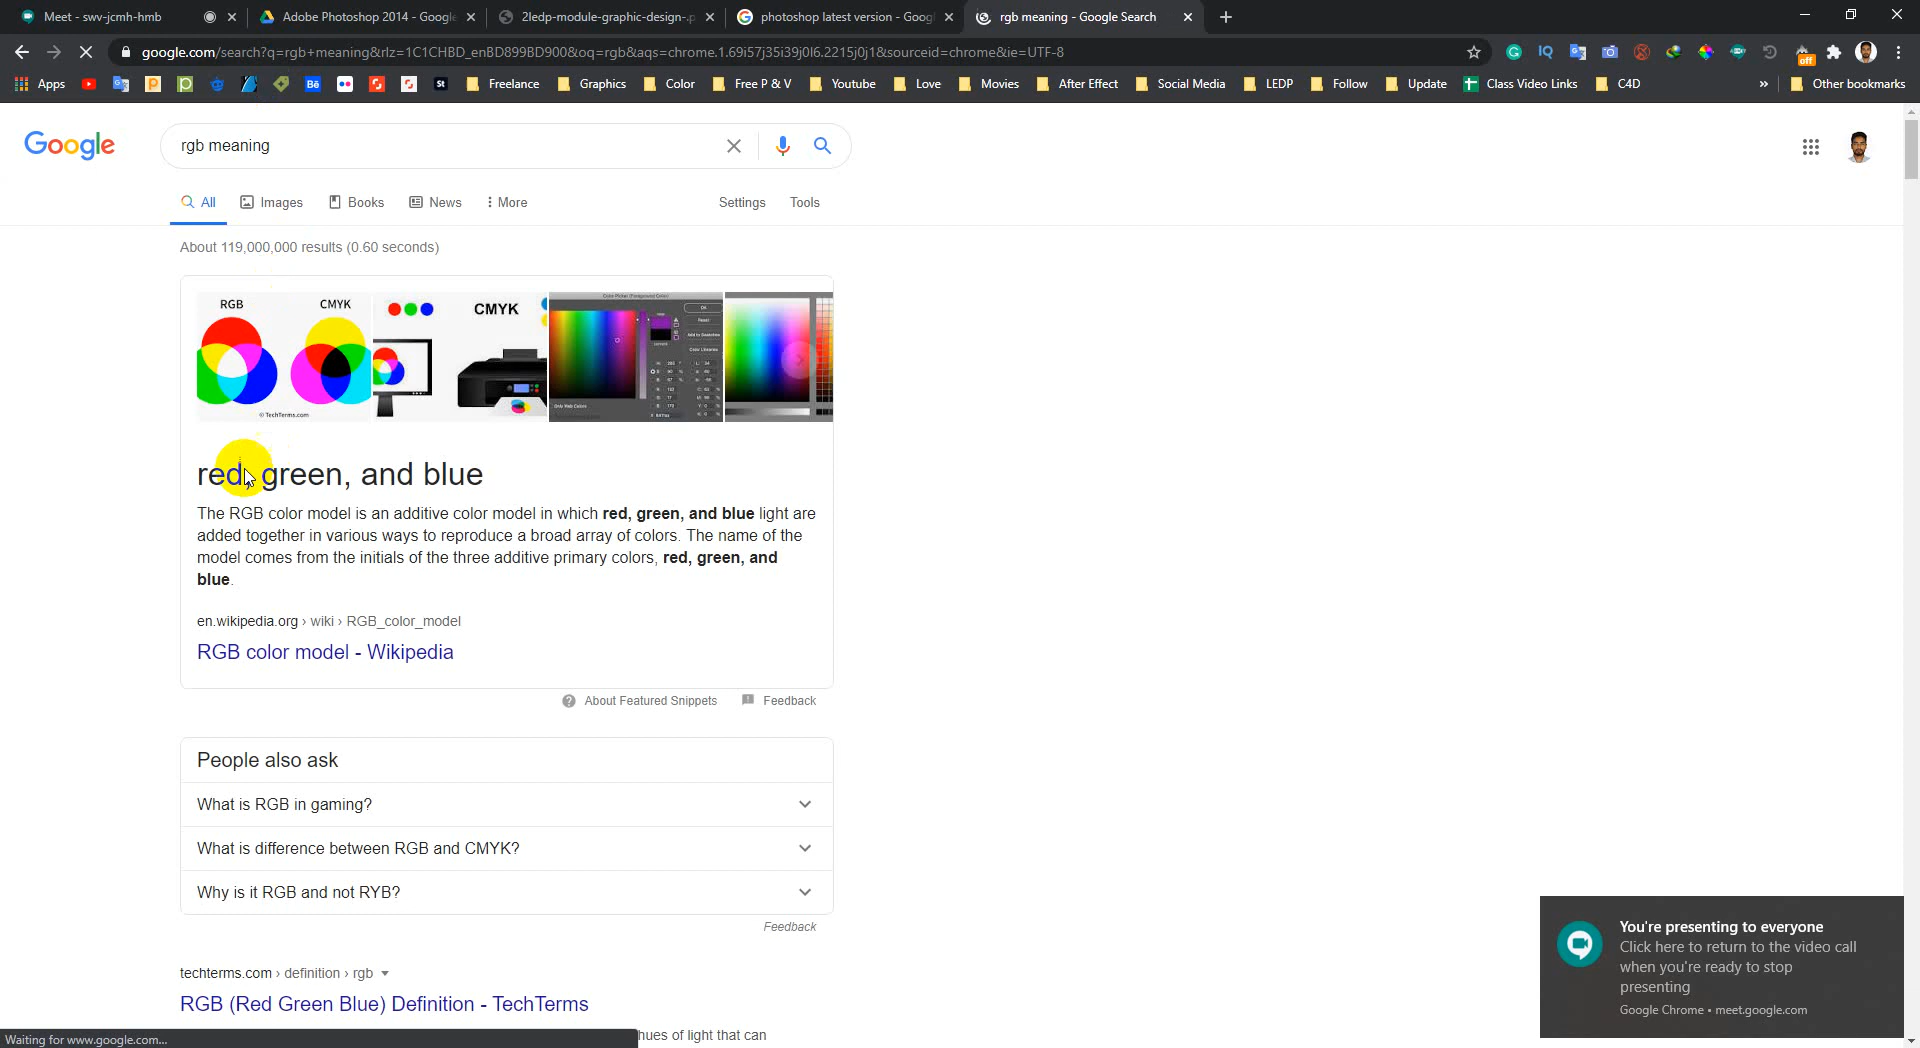 Meet - swv-jcmh-hmb
Adobe Photoshop 2014 - Google
2ledp-module-graphic-design-.p
photoshop latest version - Goog
rgb meaning - Google Search
google.com/search?q=rgb+meaning&rlz=1C1CHBD_enBD899BD900&oq=rgb&aqs=chrome.1.69i57j35i39j0l6.2215j0j1&sourceid=chrome&ie=UTF-8
off
Apps
Bē
St
Freelance
Graphics
Color
Free P & V
Youtube
Love
Movies
After Effect
Social Media
LEDP
Follow
Update
Class Video Links
C4D
»
Other bookmarks
Google
rgb meaning
All
Images
Books
News
More
Settings
Tools
About 119,000,000 results (0.60 seconds)
RGB
CMYK
© TechTerms.com
CMYK
red, green, and blue
The RGB color model is an additive color model in which red, green, and blue light are
added together in various ways to reproduce a broad array of colors. The name of the
model comes from the initials of the three additive primary colors, red, green, and
blue.
en.wikipedia.org › wiki › RGB_color_model
RGB color model - Wikipedia
About Featured Snippets
Feedback
People also ask
What is RGB in gaming?
What is difference between RGB and CMYK?
Why is it RGB and not RYB?
Feedback
techterms.com › definition › rgb
RGB (Red Green Blue) Definition - TechTerms
hues of light that can
Waiting for www.google.com...
You're presenting to everyone
Click here to return to the video call
when you're ready to stop
presenting
Google Chrome • meet.google.com